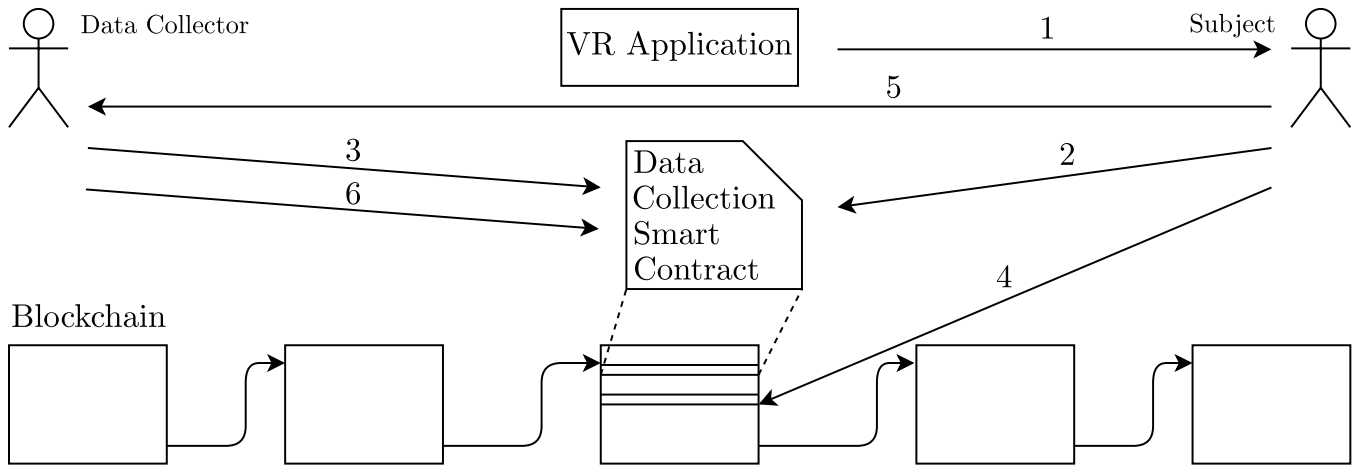 Data Collector
VR Application
1
Subject
5
3
2
6
Data
Collection
Smart
Contract
4
Blockchain